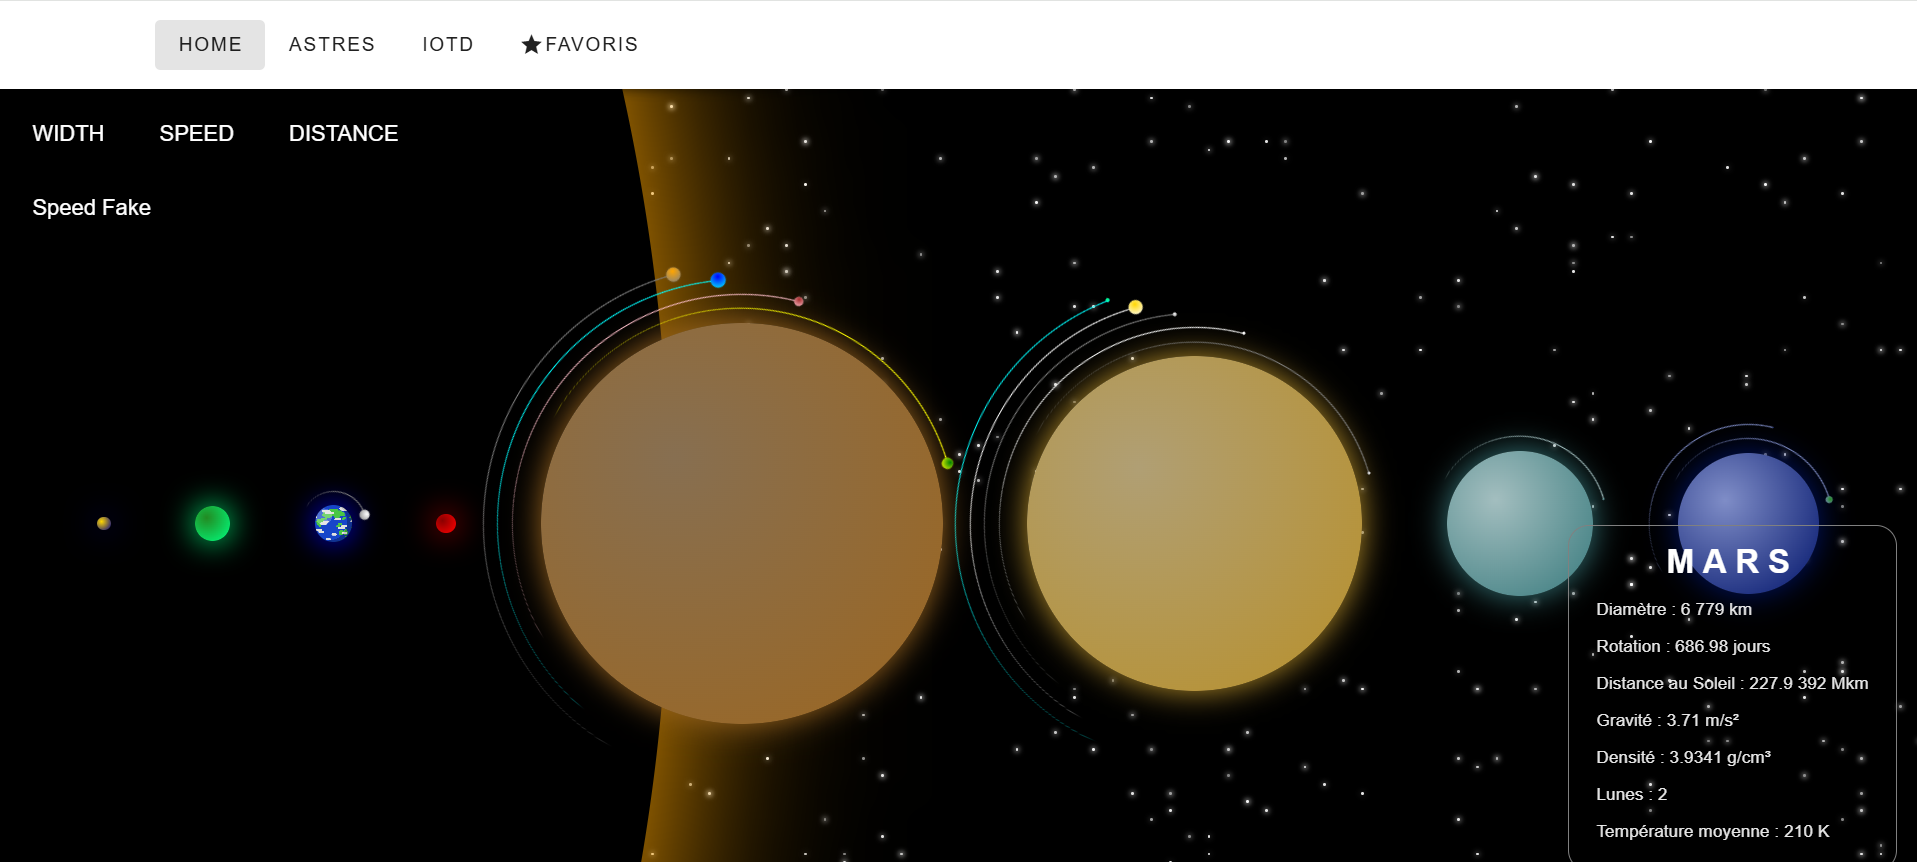 HOME ASTRES IOTD ★FAVORIS
WIDTH SPEED DISTANCE
Speed Fake
MARS
Diamètre : 6 779 km
Rotation : 686.98 jours
Distance au Soleil : 227.9 392 Mkm
Gravité : 3.71 m/s²
Densité : 3.9341 g/cm³
Lunes : 2
Température moyenne : 210 K